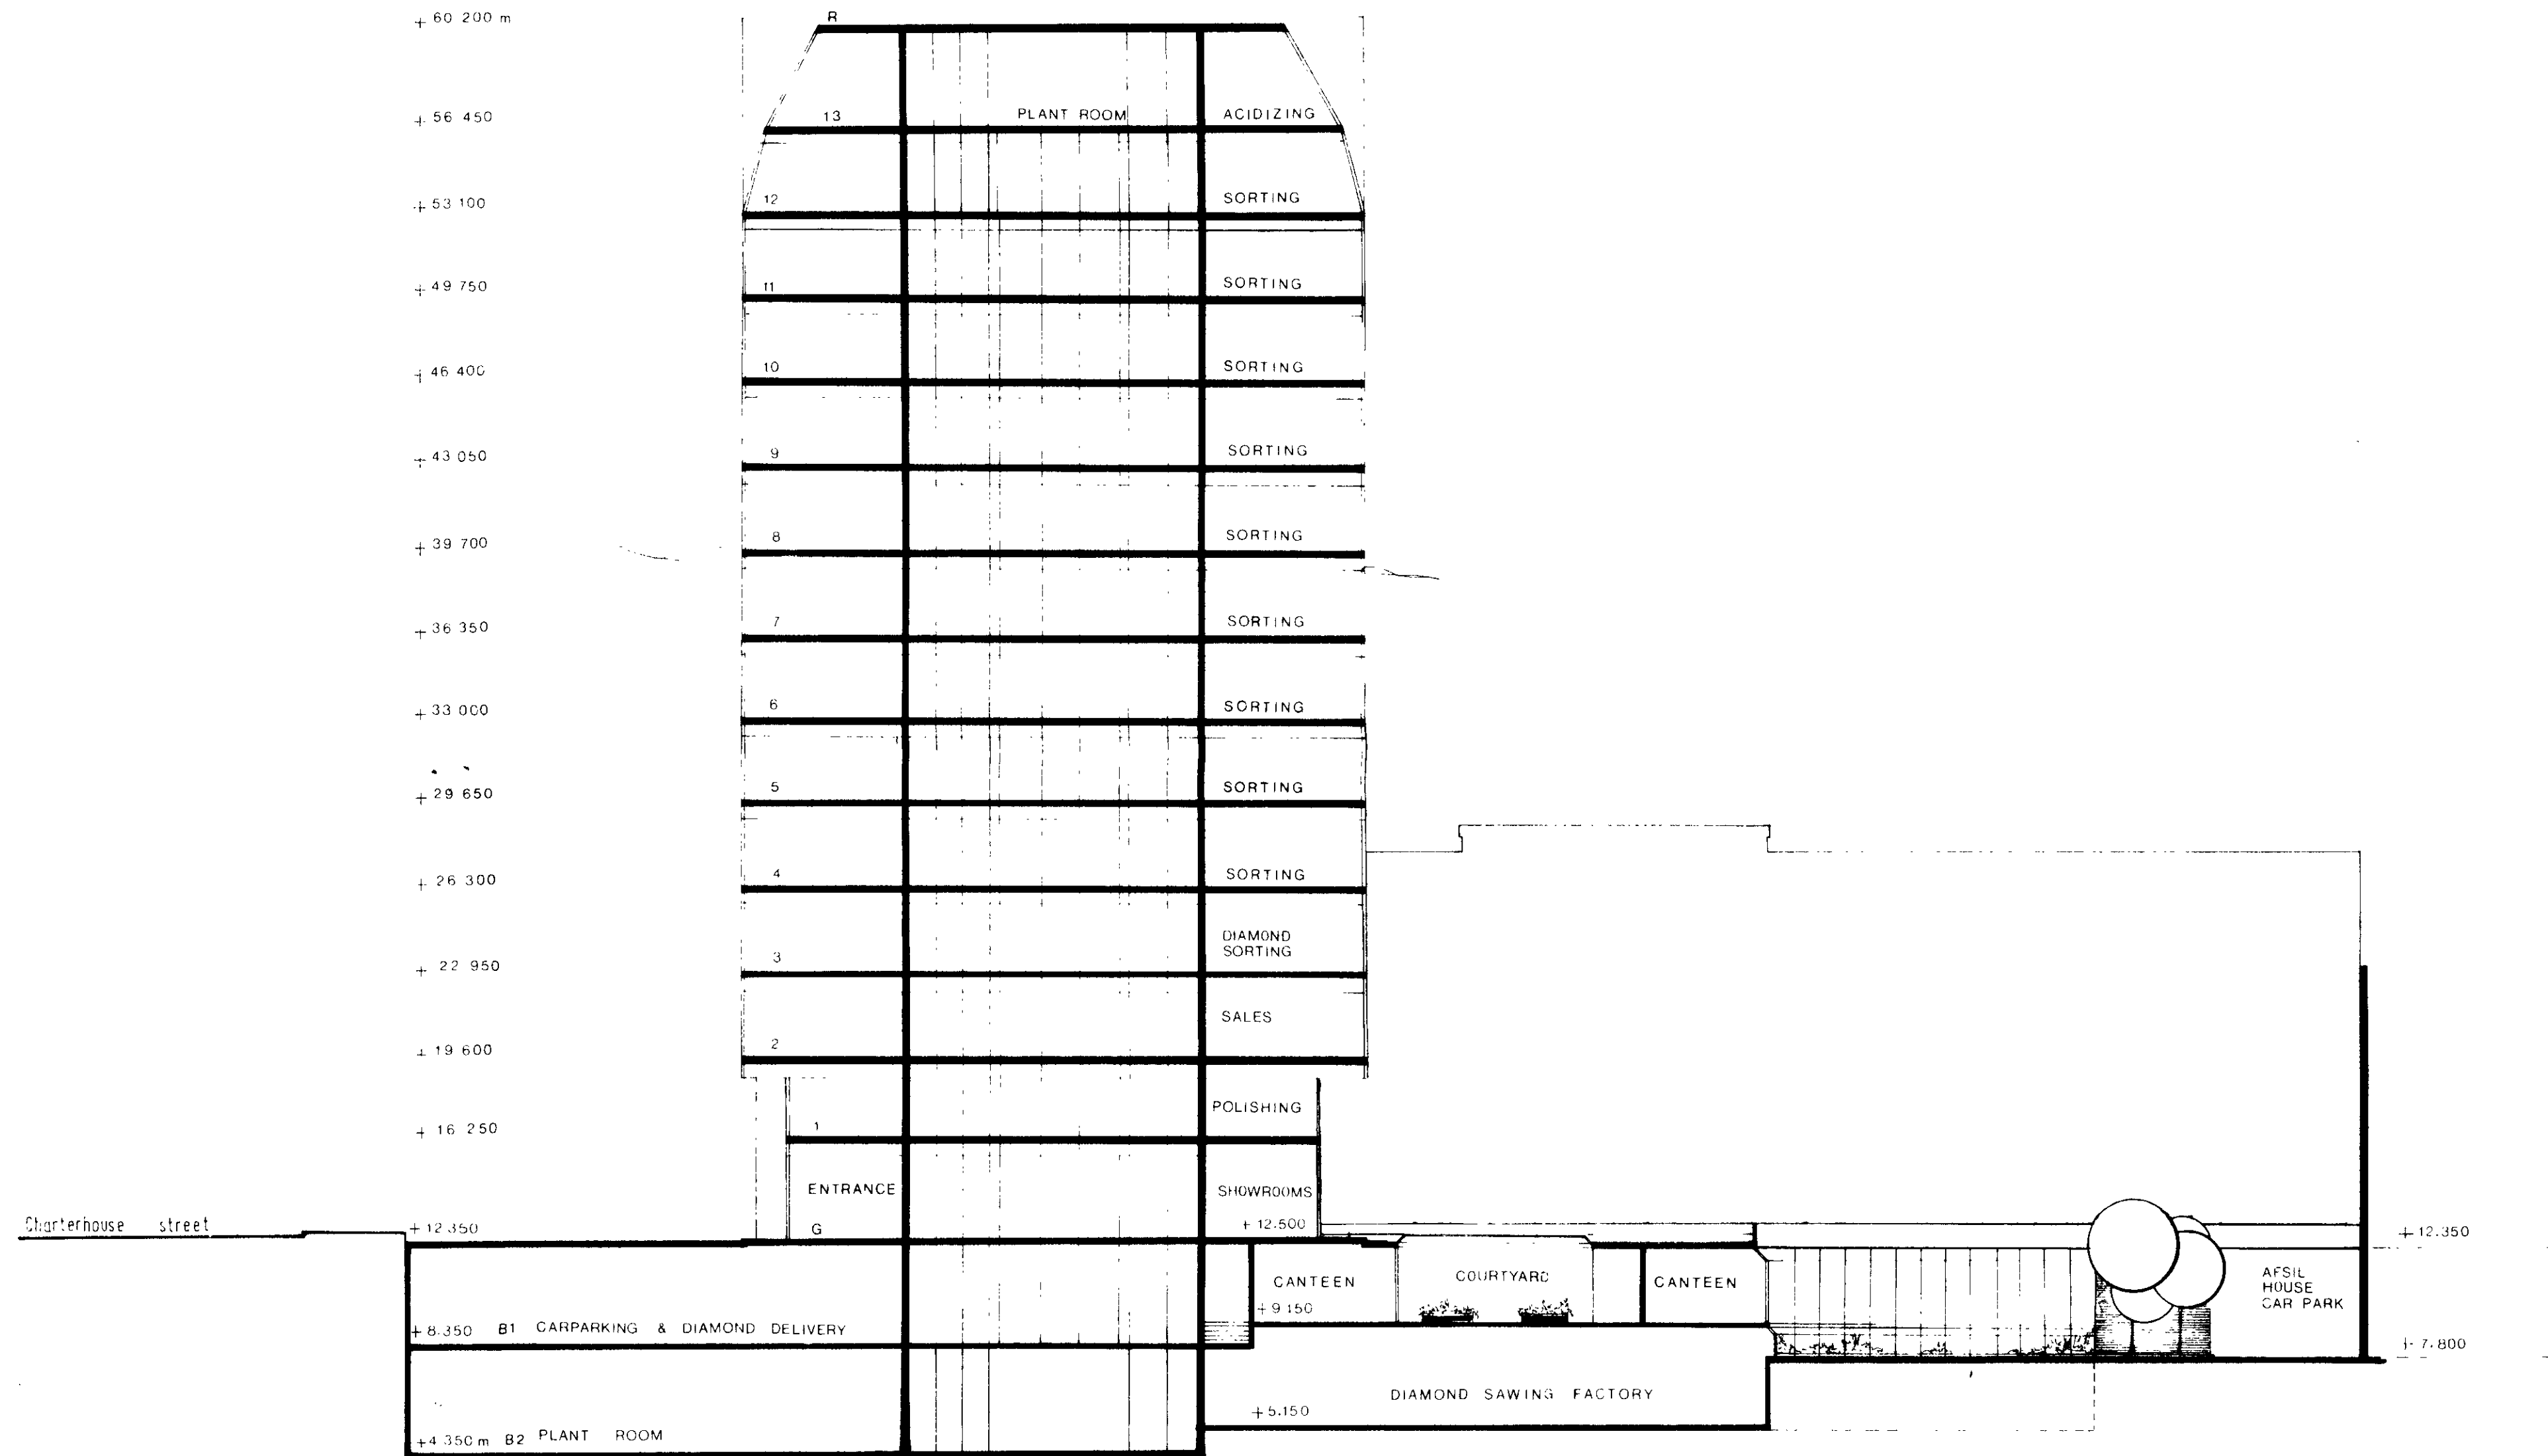 + 60 200 m
R
+ 56 450
13
PLANT ROOM
ACIDIZING
+ 53 100
12
SORTING
+ 49 750
11
SORTING
+ 46 400
10
SORTING
+ 43 050
9
SORTING
+ 39 700
8
SORTING
+ 36 350
7
SORTING
+ 33 000
6
SORTING
+ 29 650
5
SORTING
+ 26 300
4
SORTING
DIAMOND
SORTING
+ 22 950
3
SALES
+ 19 600
2
POLISHING
+ 16 250
1
ENTRANCE
SHOWROOMS
Charterhouse street
+ 12.350
G
+ 12.500
+ 12.350
CANTEEN
COURTYARD
CANTEEN
AFSIL
HOUSE
CAR PARK
+ 9.150
+ 8.350 B1 CARPARKING & DIAMOND DELIVERY
+ 7.800
DIAMOND SAWING FACTORY
+ 5.150
+ 4.350 m B2 PLANT ROOM